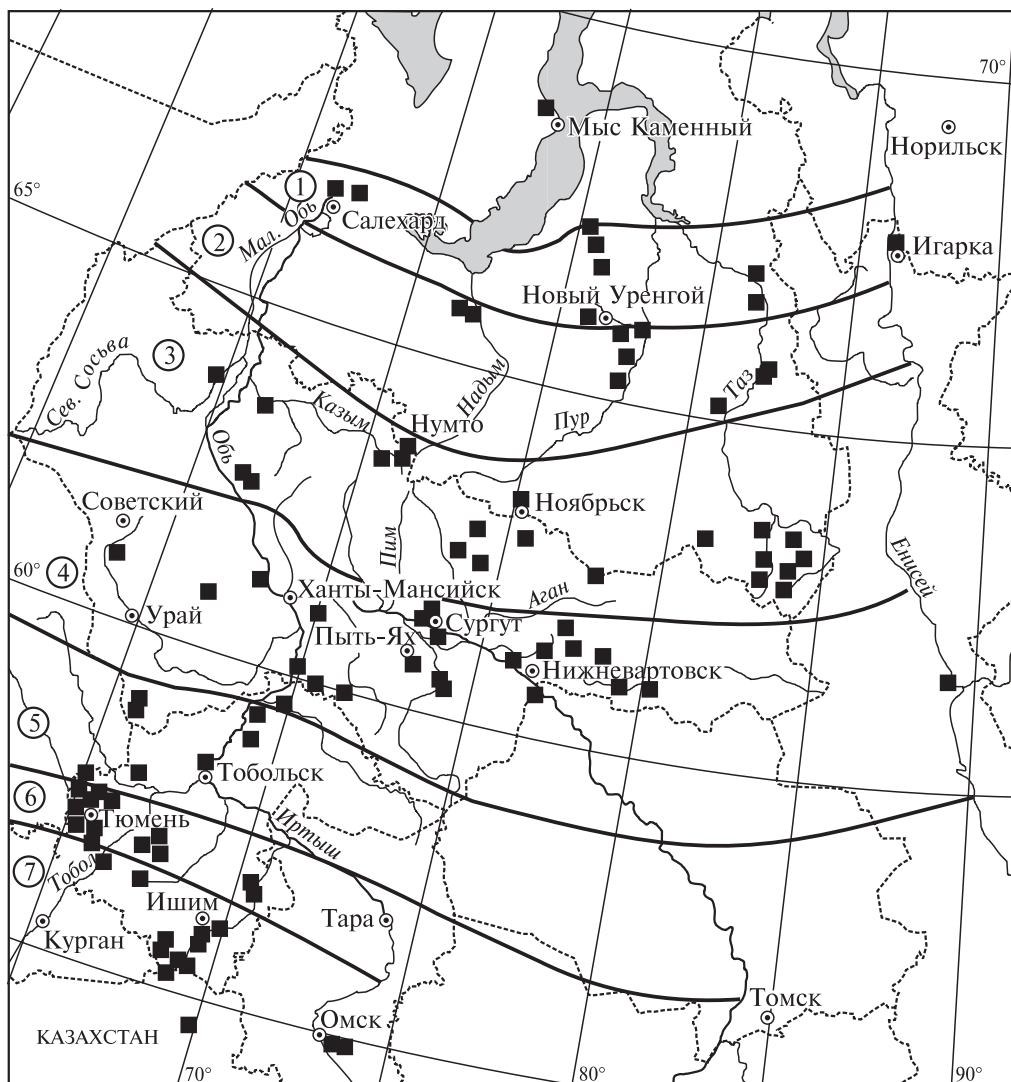 70°
Мыс Каменный
Норильск
65°
1
Салехард
Мал. Обь
2
Игарка
Новый Уренгой
3
Сев. Сосьва
Казым
Надым
Таз
Нумто
Пур
Обь
Советский
Ноябрьск
Пим
Енисей
60°
4
Ханты-Мансийск
Аган
Урай
Сургут
Пыть-Ях
Нижневартовск
5
Тобольск
6
Тюмень
Иртыш
7
Тобол
Ишим
Тара
Курган
Томск
Омск
КАЗАХСТАН
70°
80°
90°